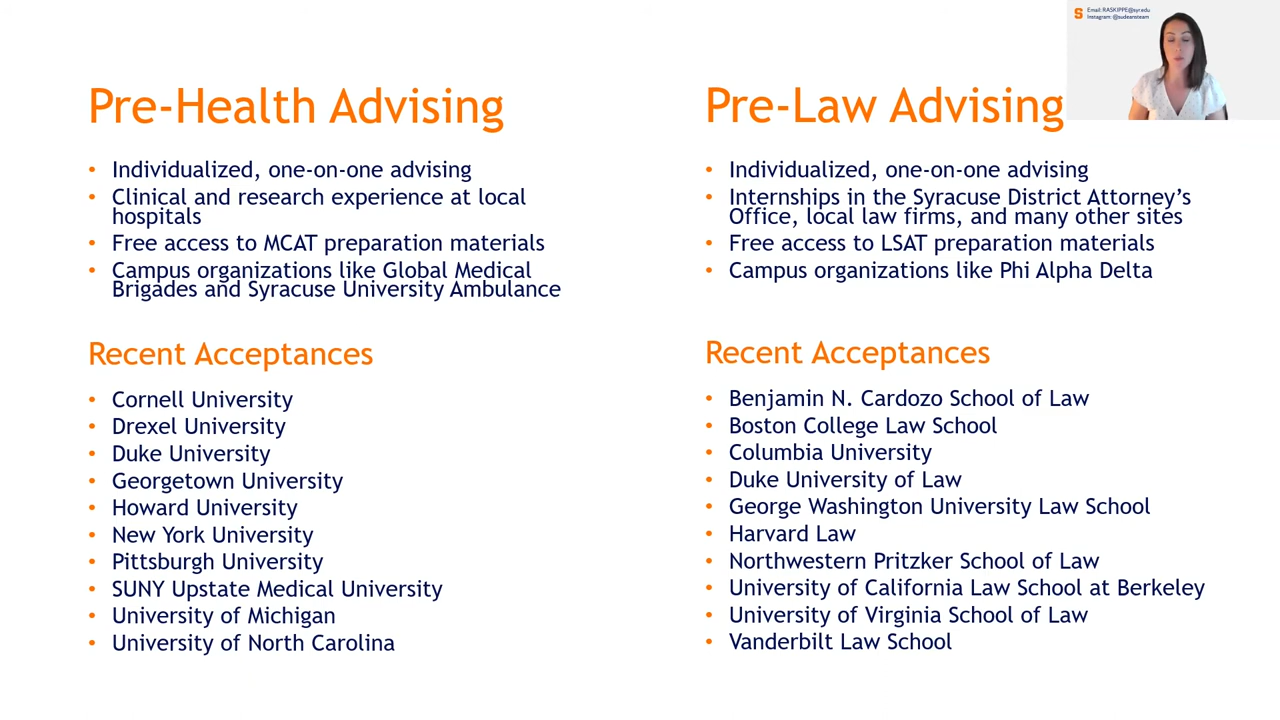 Email: RASKIPPE@syr.edu
Instagram: @sudeansteam
Pre-Health Advising
• Individualized, one-on-one advising
• Clinical and research experience at local
hospitals
• Free access to MCAT preparation materials
• Campus organizations like Global Medical
Brigades and Syracuse University Ambulance
Recent Acceptances
• Cornell University
• Drexel University
• Duke University
• Georgetown University
• Howard University
• New York University
• Pittsburgh University
• SUNY Upstate Medical University
• University of Michigan
• University of North Carolina
Pre-Law Advising
• Individualized, one-on-one advising
• Internships in the Syracuse District Attorney’s
Office, local law firms, and many other sites
• Free access to LSAT preparation materials
• Campus organizations like Phi Alpha Delta
Recent Acceptances
• Benjamin N. Cardozo School of Law
• Boston College Law School
• Columbia University
• Duke University of Law
• George Washington University Law School
• Harvard Law
• Northwestern Pritzker School of Law
• University of California Law School at Berkeley
• University of Virginia School of Law
• Vanderbilt Law School